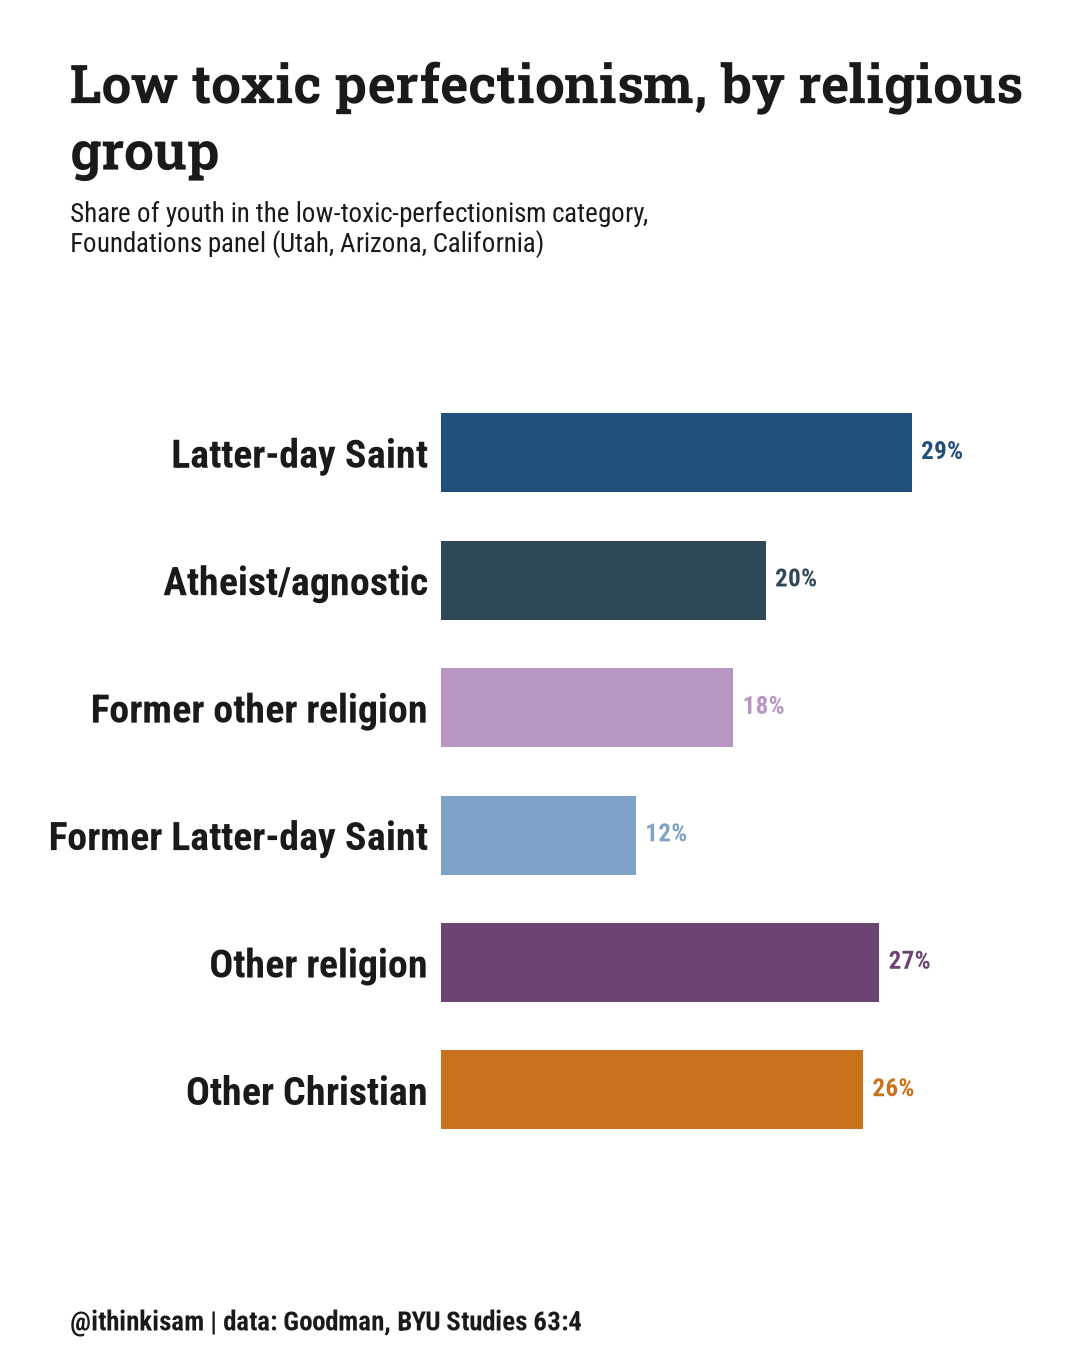 Low toxic perfectionism, by religious
group
Share of youth in the low-toxic-perfectionism category,
Foundations panel (Utah, Arizona, California)
Latter-day Saint 29%
Atheist/agnostic 20%
Former other religion 18%
Former Latter-day Saint 12%
Other religion 27%
Other Christian 26%
@ithinkisam | data: Goodman, BYU Studies 63:4